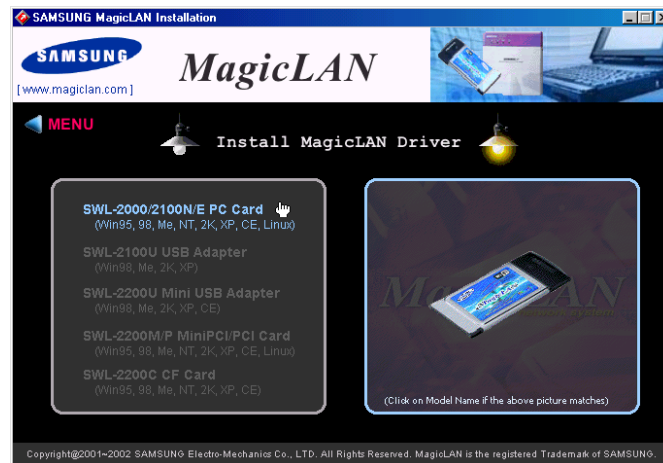 SAMSUNG MagicLAN Installation
SAMSUNG
[ www.magiclan.com ]
MagicLAN
MENU
Install MagicLAN Driver
SWL-2000/2100N/E PC Card
(Win95, 98, Me, NT, 2K, XP, CE, Linux)
SWL-2100U USB Adapter
(Win98, Me, 2K, XP)
SWL-2200U Mini USB Adapter
(Win98, Me, 2K, XP, CE)
SWL-2200M/P MiniPCI/PCI Card
(Win95, 98, Me, NT, 2K, XP, CE, Linux)
SWL-2200C CF Card
(Win95, 98, Me, NT, 2K, XP, CE)
MagicLAN
(Click on Model Name if the above picture matches)
Copyright@2001~2002 SAMSUNG Electro-Mechanics Co., LTD. All Rights Reserved. MagicLAN is the registered Trademark of SAMSUNG.